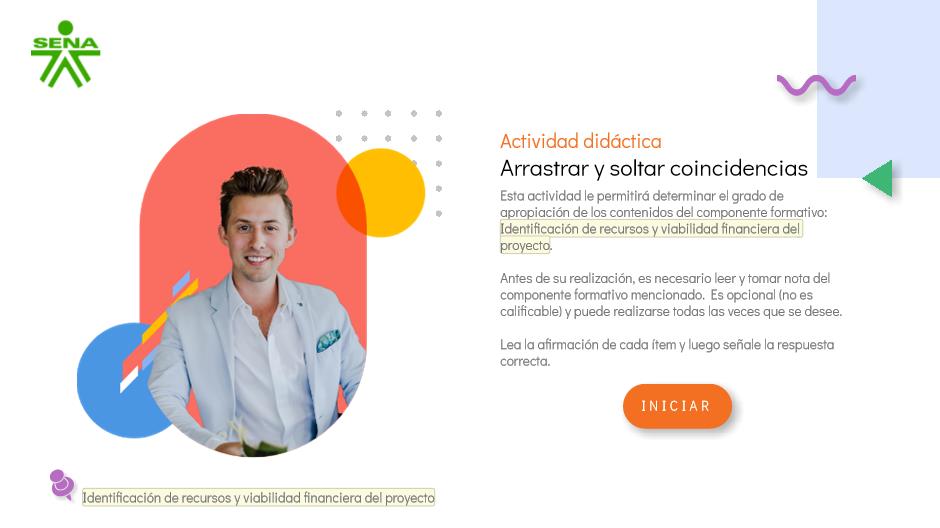 SENA
Actividad didáctica
Arrastrar y soltar coincidencias
Esta actividad le permitirá determinar el grado de
apropiación de los contenidos del componente formativo:
Identificación de recursos y viabilidad financiera del
proyecto.
Antes de su realización, es necesario leer y tomar nota del
componente formativo mencionado. Es opcional (no es
calificable) y puede realizarse todas las veces que se desee.
Lea la afirmación de cada ítem y luego señale la respuesta
correcta.
INICIAR
Identificación de recursos y viabilidad financiera del proyecto